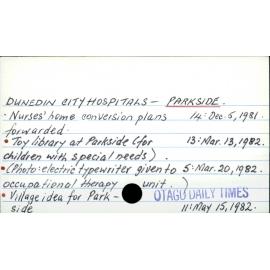 DUNEDIN CITY HOSPITALS - PARKSIDE.
· Nurses' home conversion plans 14: Dec. 5, 1981.
forwarded.
• Toy library at Parkside (for 13: Mar. 13, 1982.
children with special needs).
• (Photo: electric typewriter given to 5: Mar. 20, 1982.
occupational therapy unit.)
• Village idea for Park- OTAGO DAILY TIMES
side 11: May 15, 1982.